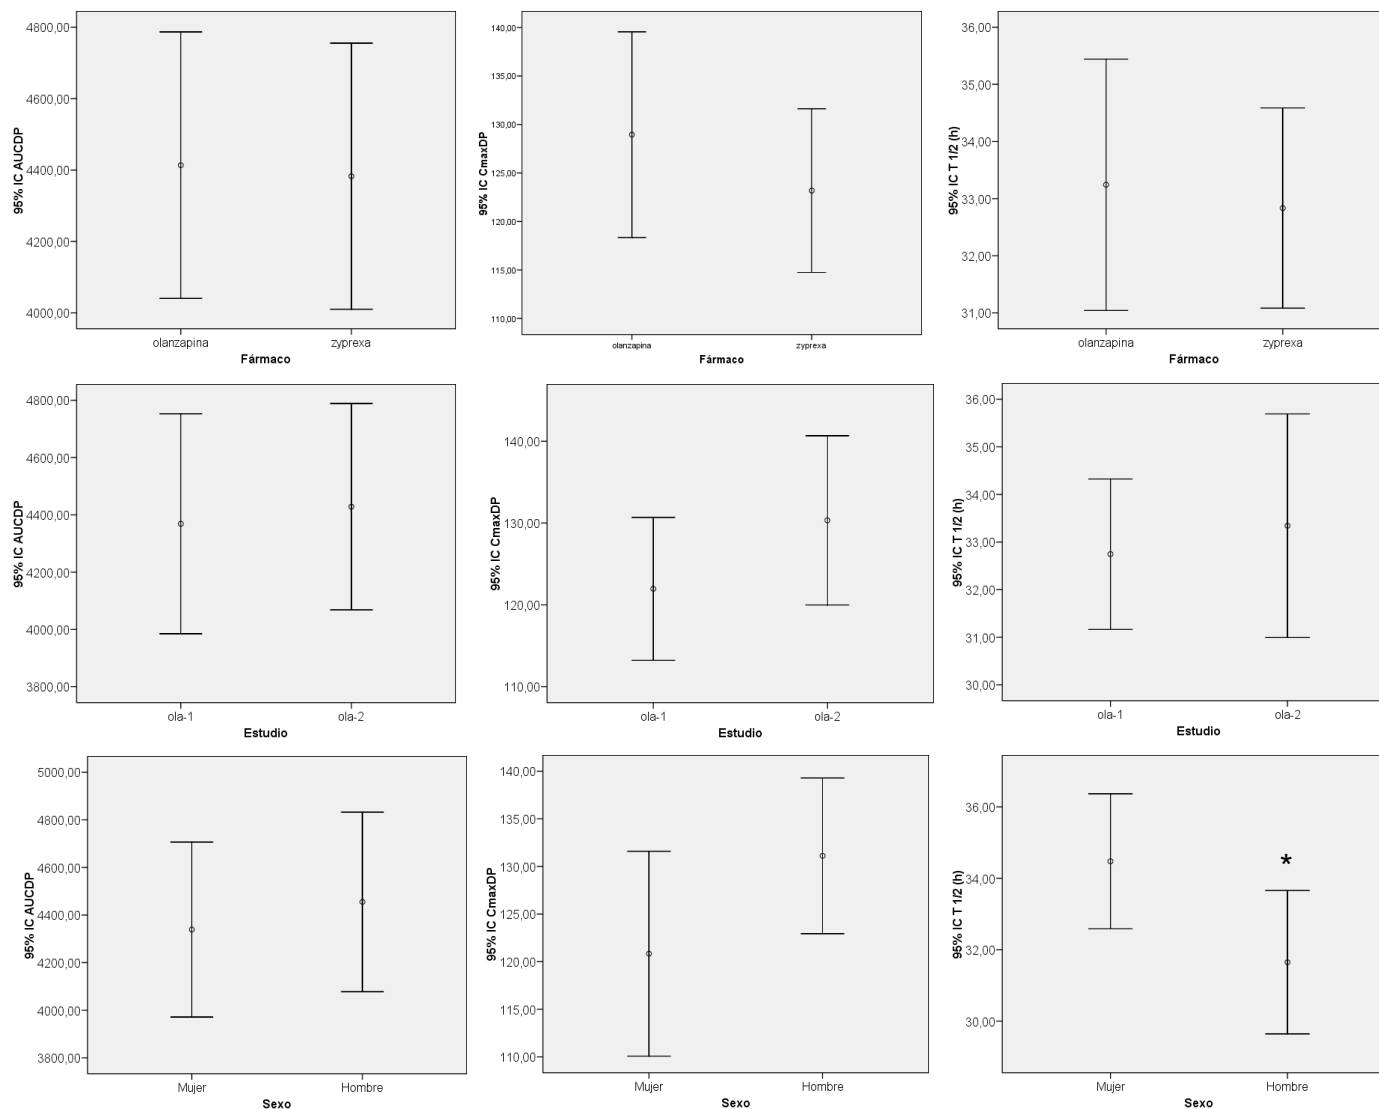 4800,00
4600,00
4400,00
4200,00
4000,00
95% IC AUCDP
olanzapina zyprexa
Fármaco
140,00
135,00
130,00
125,00
120,00
115,00
110,00
95% IC CmaxDP
olanzapina zyprexa
Fármaco
36,00
35,00
34,00
33,00
32,00
31,00
95% IC T 1/2 (h)
olanzapina zyprexa
Fármaco
4800,00
4600,00
4400,00
4200,00
4000,00
3800,00
95% IC AUCDP
ola-1 ola-2
Estudio
140,00
130,00
120,00
110,00
95% IC CmaxDP
ola-1 ola-2
Estudio
36,00
35,00
34,00
33,00
32,00
31,00
30,00
95% IC T 1/2 (h)
ola-1 ola-2
Estudio
5000,00
4800,00
4600,00
4400,00
4200,00
4000,00
3800,00
95% IC AUCDP
Mujer Hombre
Sexo
140,00
135,00
130,00
125,00
120,00
115,00
110,00
95% IC CmaxDP
Mujer Hombre
Sexo
36,00
34,00
32,00
30,00
95% IC T 1/2 (h)
*
Mujer Hombre
Sexo